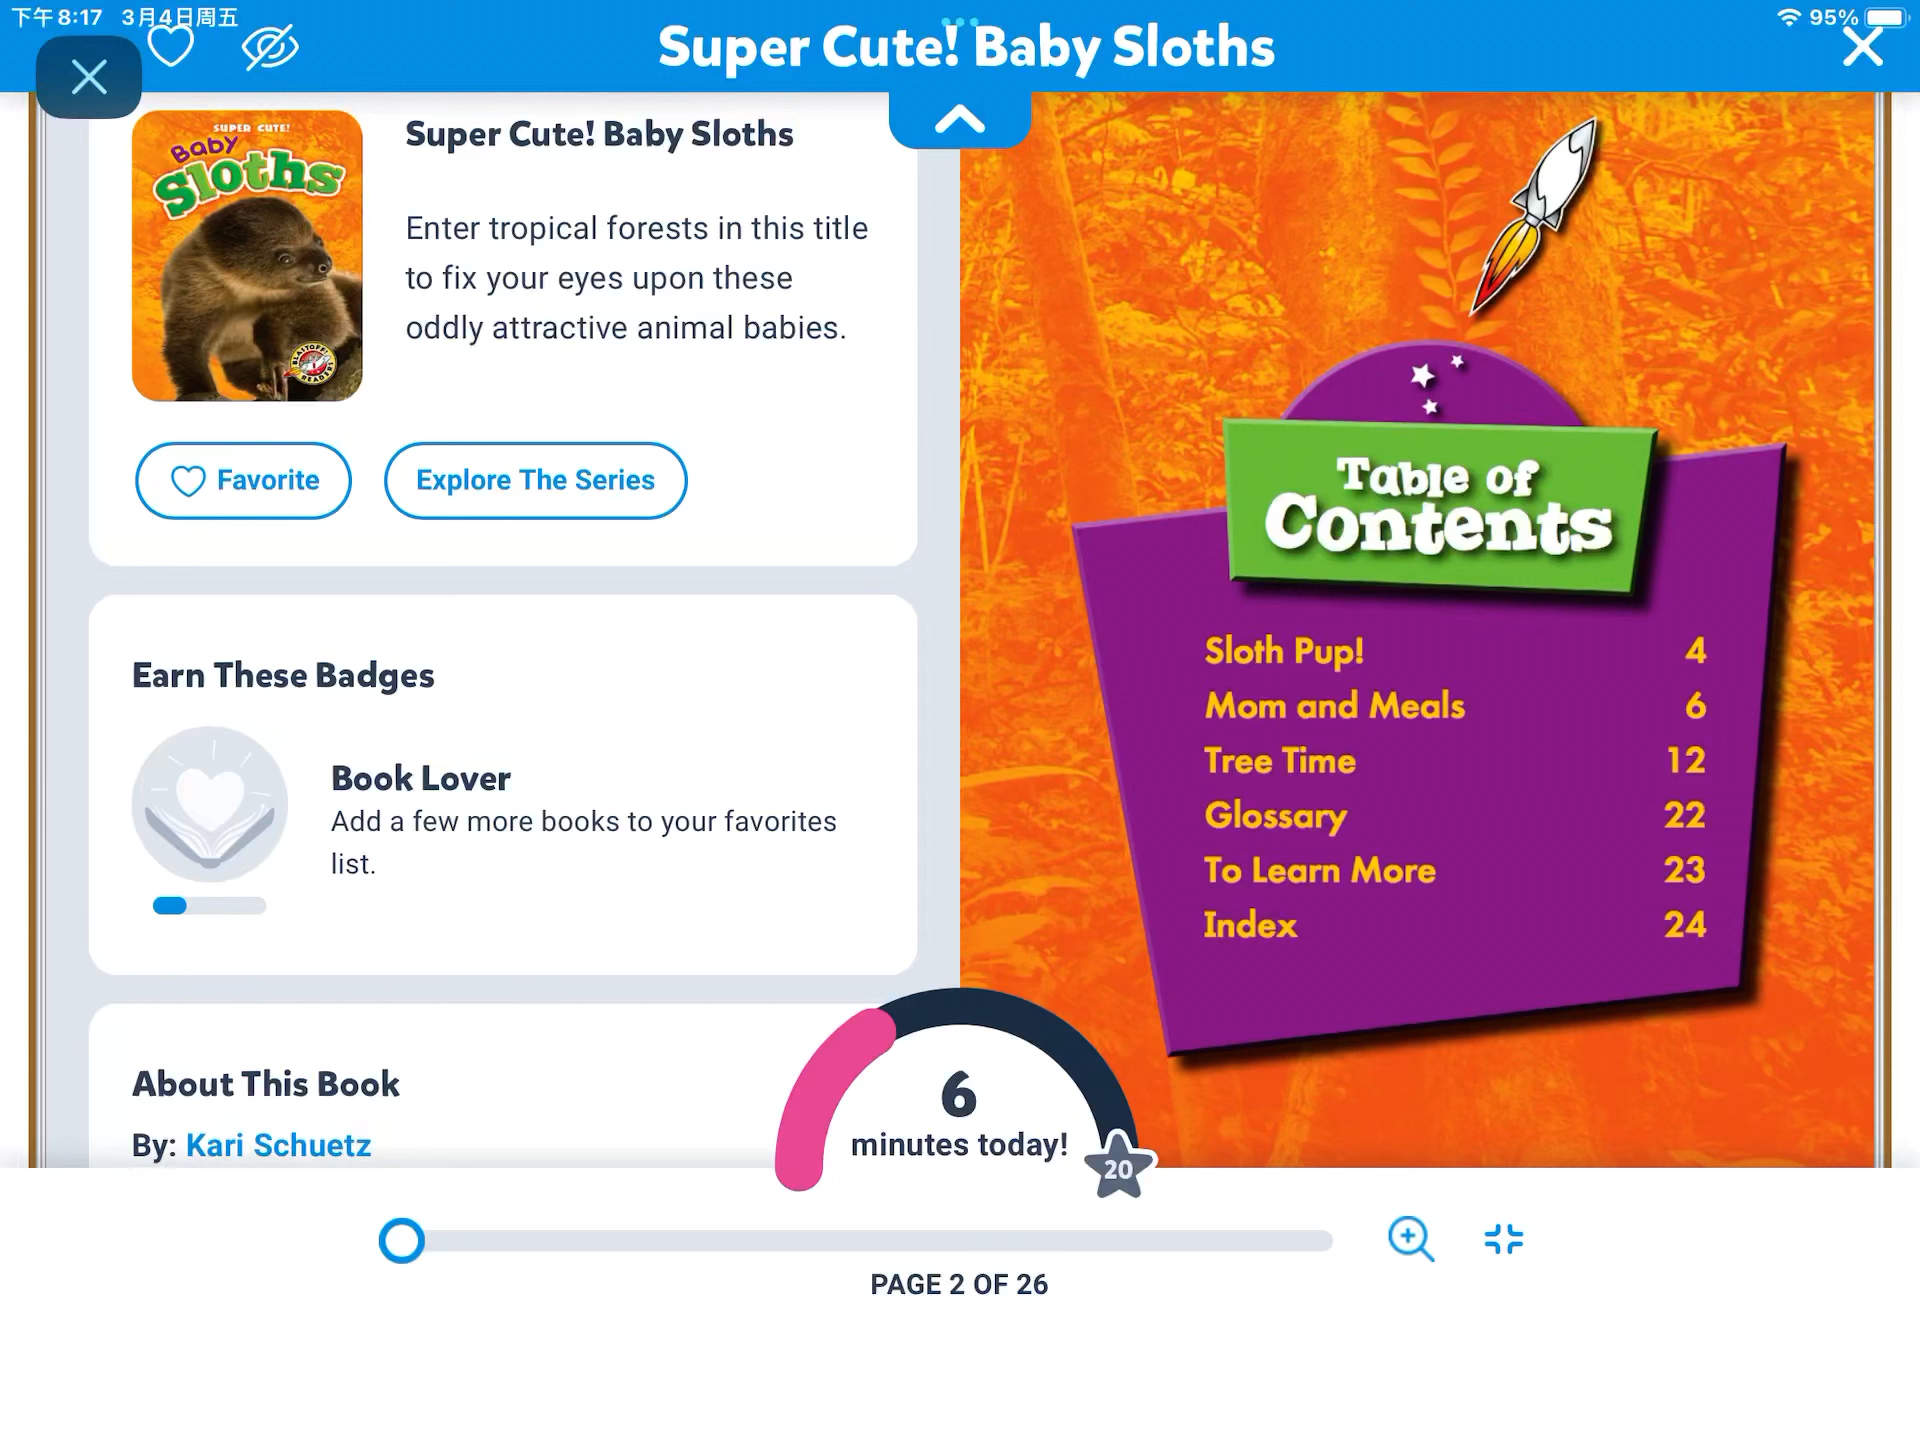 下午8:17 3月4日周五
95%
Super Cute! Baby Sloths
SUPER CUTE!
Baby
Sloths
BLASTOFF!
READERS
Super Cute! Baby Sloths
Enter tropical forests in this title
to fix your eyes upon these
oddly attractive animal babies.
Favorite
Explore The Series
Earn These Badges
Book Lover
Add a few more books to your favorites
list.
About This Book
By: Kari Schuetz
Table of
Contents
Sloth Pup! 4
Mom and Meals 6
Tree Time 12
Glossary 22
To Learn More 23
Index 24
6
minutes today!
20
PAGE 2 OF 26